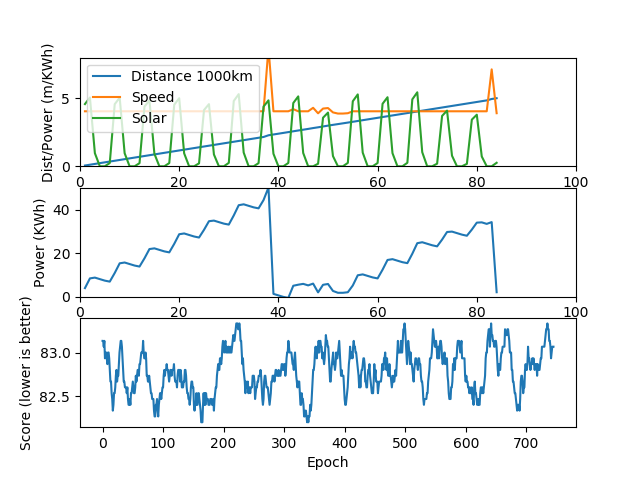 Dist/Power (m/KWh)
Distance 1000km
Speed
Solar
5
0
0 20 40 60 80 100
Power (KWh)
40
20
0
0 20 40 60 80 100
Score (lower is better)
83.0
82.5
0 100 200 300 400 500 600 700
Epoch